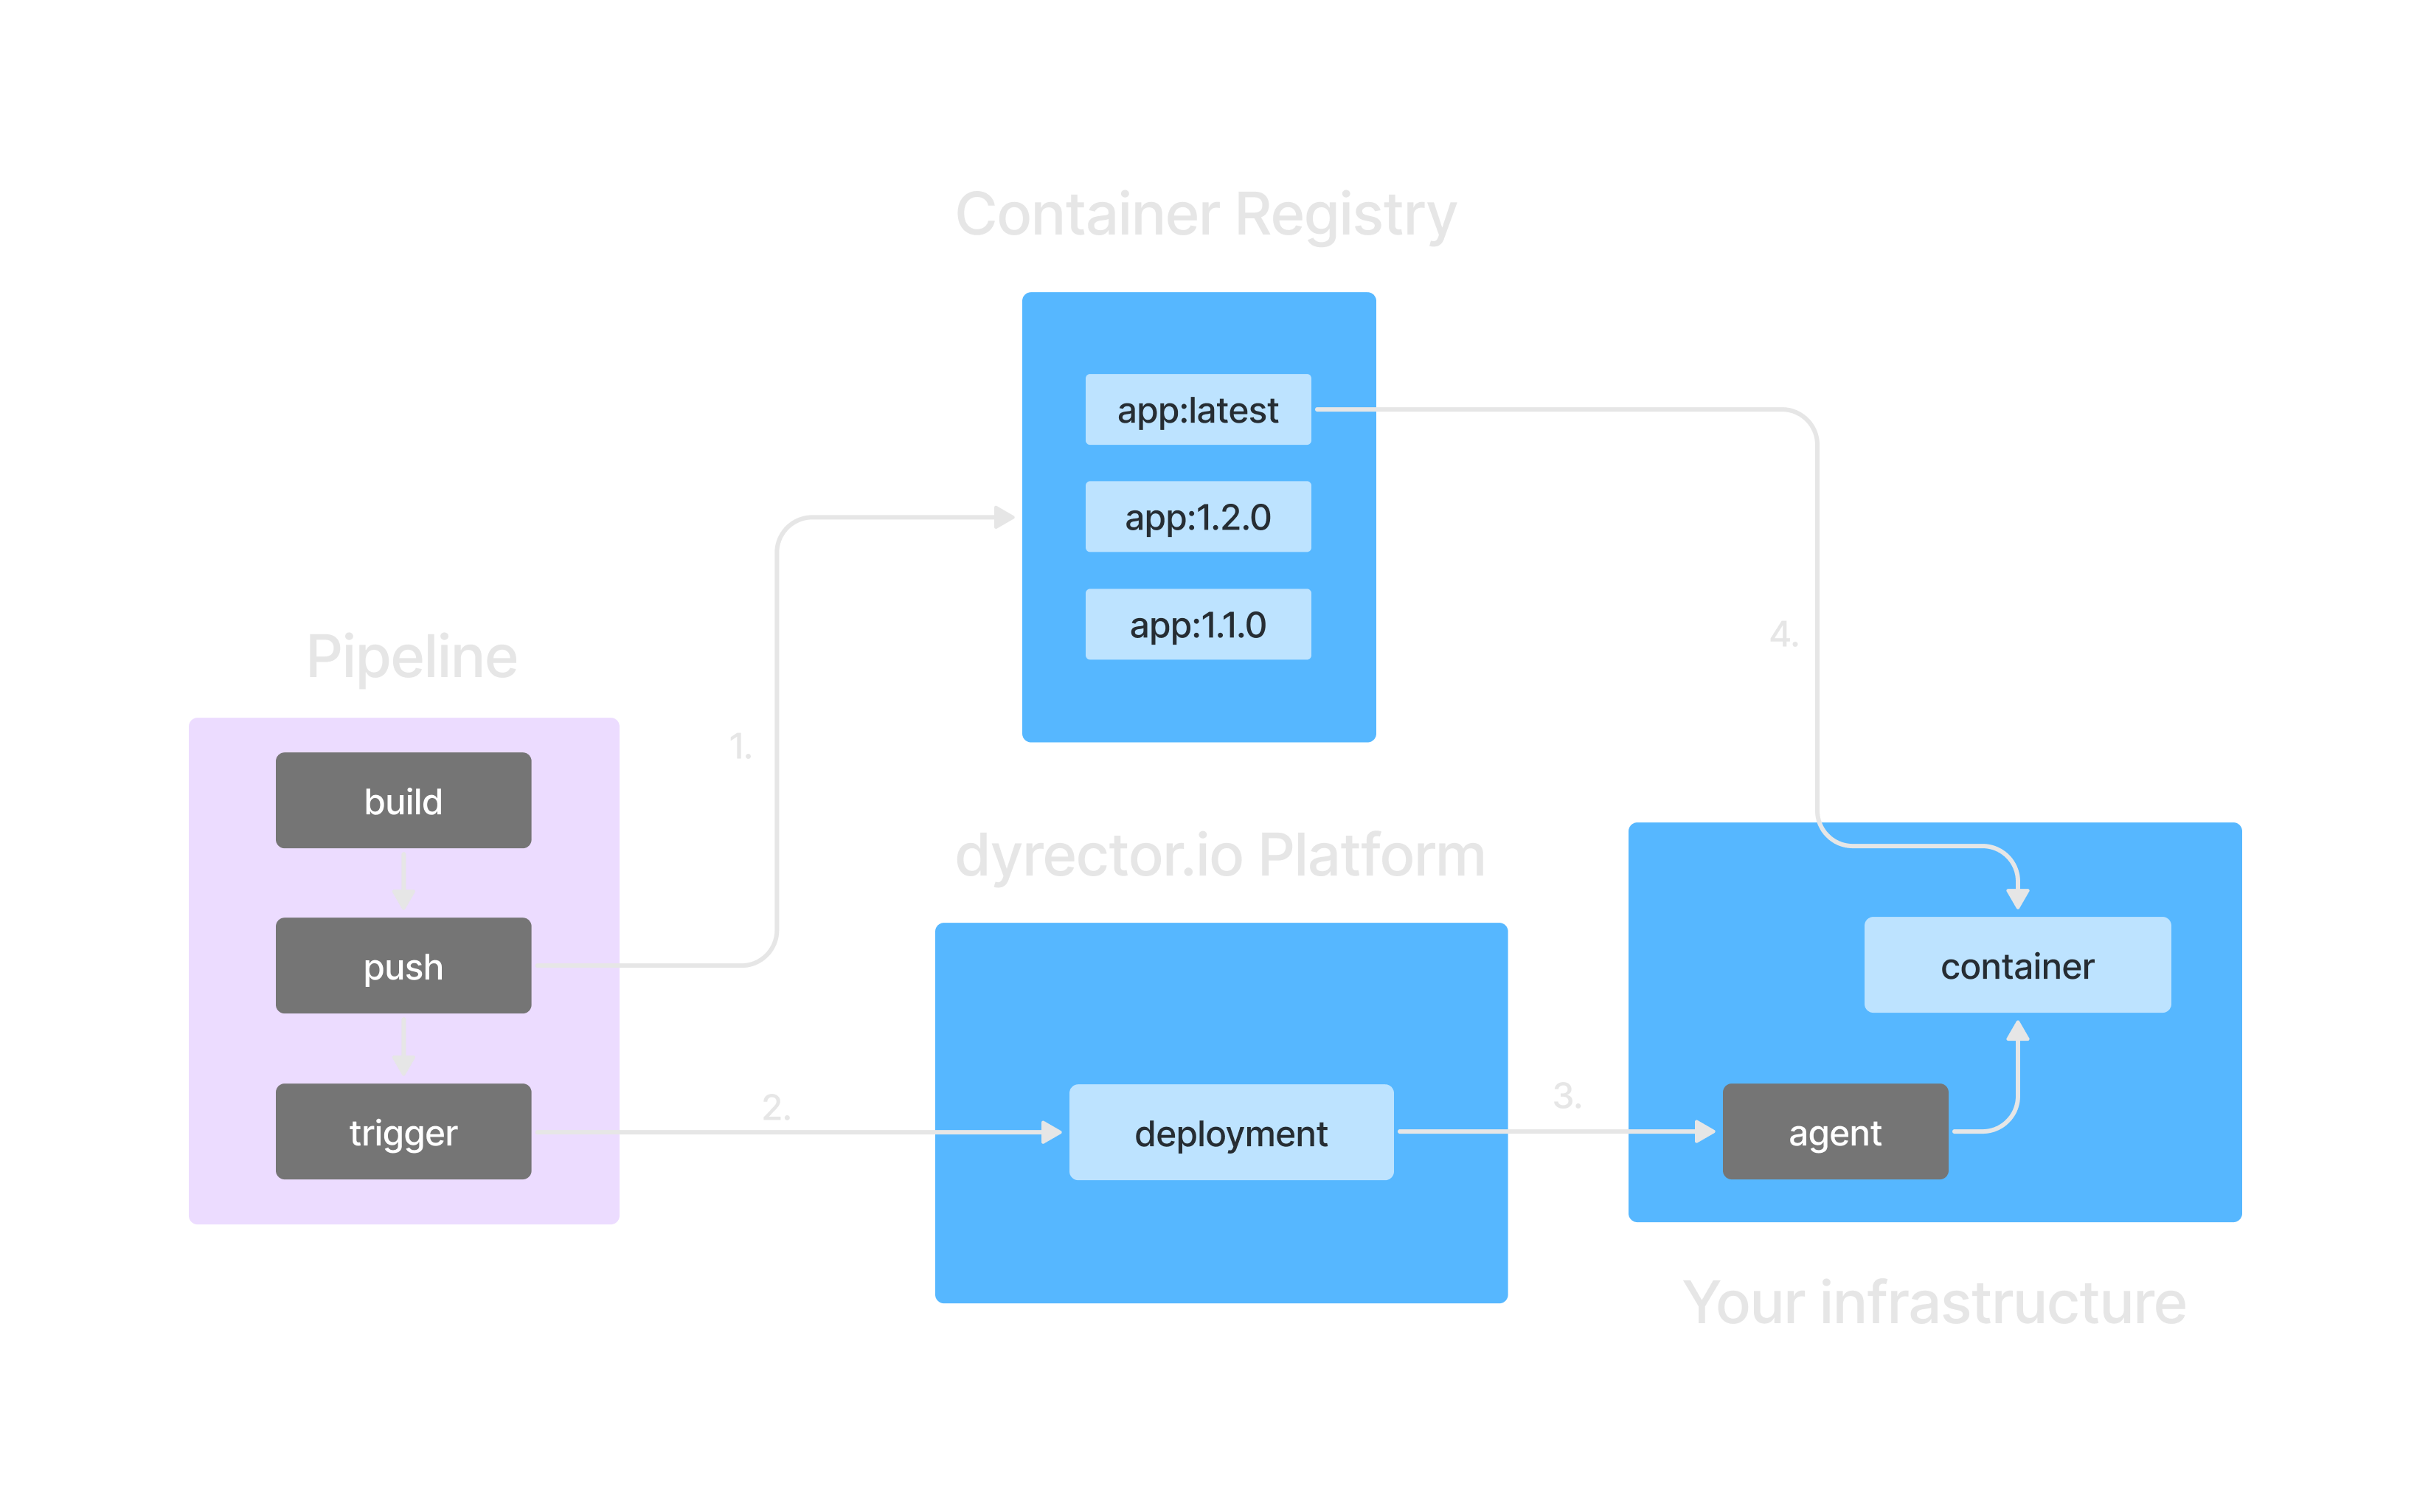 Container Registry
app:latest
app:1.2.0
app:1.1.0
Pipeline
build
push
trigger
1.
2.
dyrector.io Platform
deployment
3.
4.
container
agent
Your infrastructure